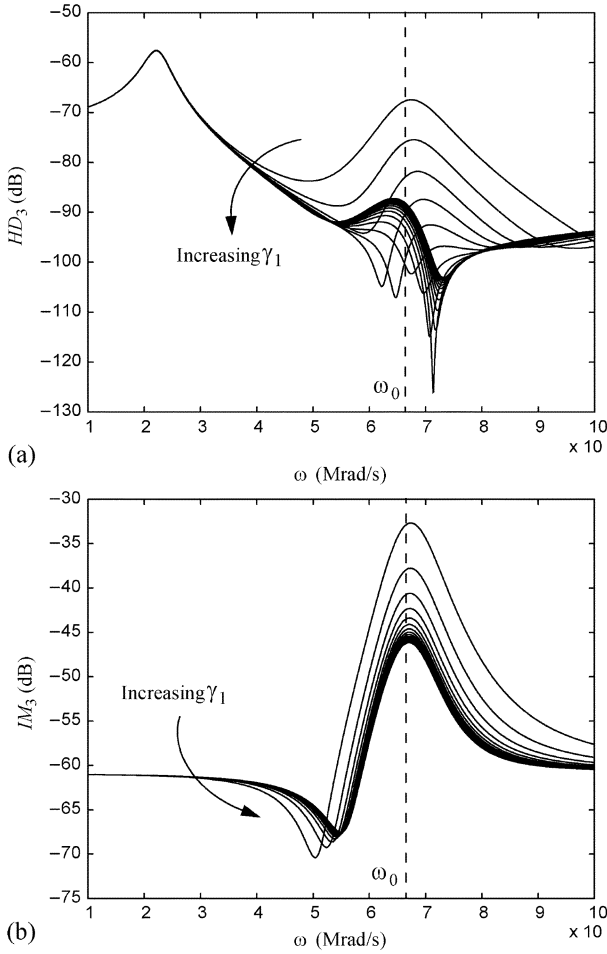 −50
−60
−70
−80
−90
−100
−110
−120
−130
HD3 (dB)
Increasing γ1
ω0
1 2 3 4 5 6 7 8 9 10
x 10
(a)
ω (Mrad/s)
−30
−35
−40
−45
−50
−55
−60
−65
−70
−75
IM3 (dB)
Increasing γ1
ω0
1 2 3 4 5 6 7 8 9 10
x 10
(b)
ω (Mrad/s)